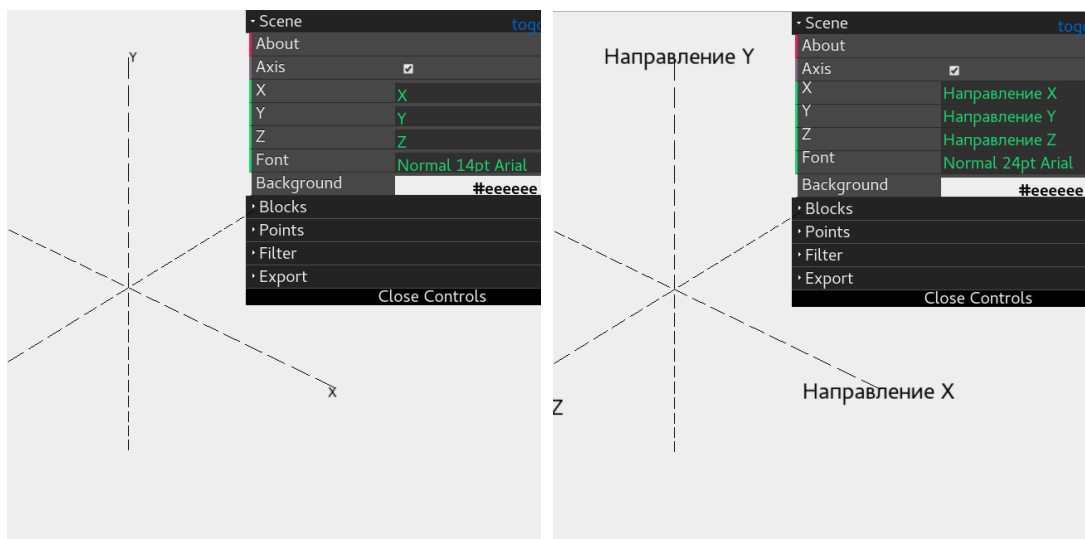 Scene
About
Axis
X X
Y Y
Z Z
Font Normal 14pt Arial
Background #eeeeee
Blocks
Points
Filter
Export
Close Controls
Y
X
Scene
About
Axis
X Направление X
Y Направление Y
Z Направление Z
Font Normal 24pt Arial
Background #eeeeee
Blocks
Points
Filter
Export
Close Controls
Направление Y
Направление X
Z